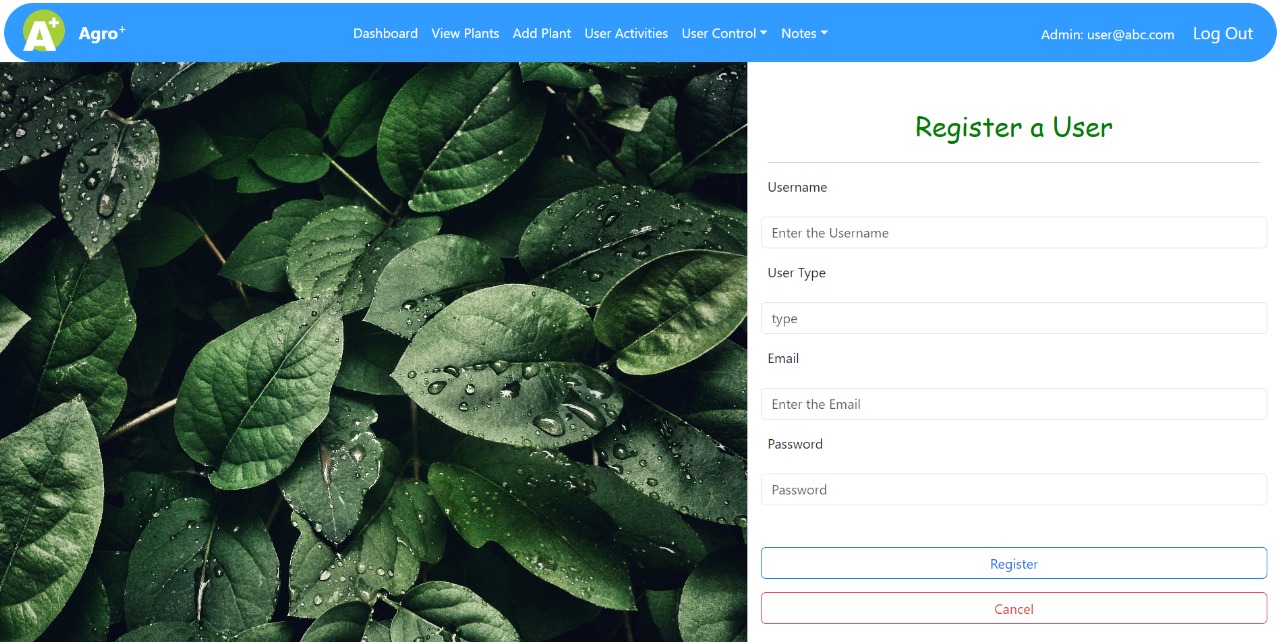 A+ Agro+ Dashboard View Plants Add Plant User Activities User Control Notes Admin: user@abc.com Log Out
Register a User
Username
Enter the Username
User Type
type
Email
Enter the Email
Password
Password
Register
Cancel